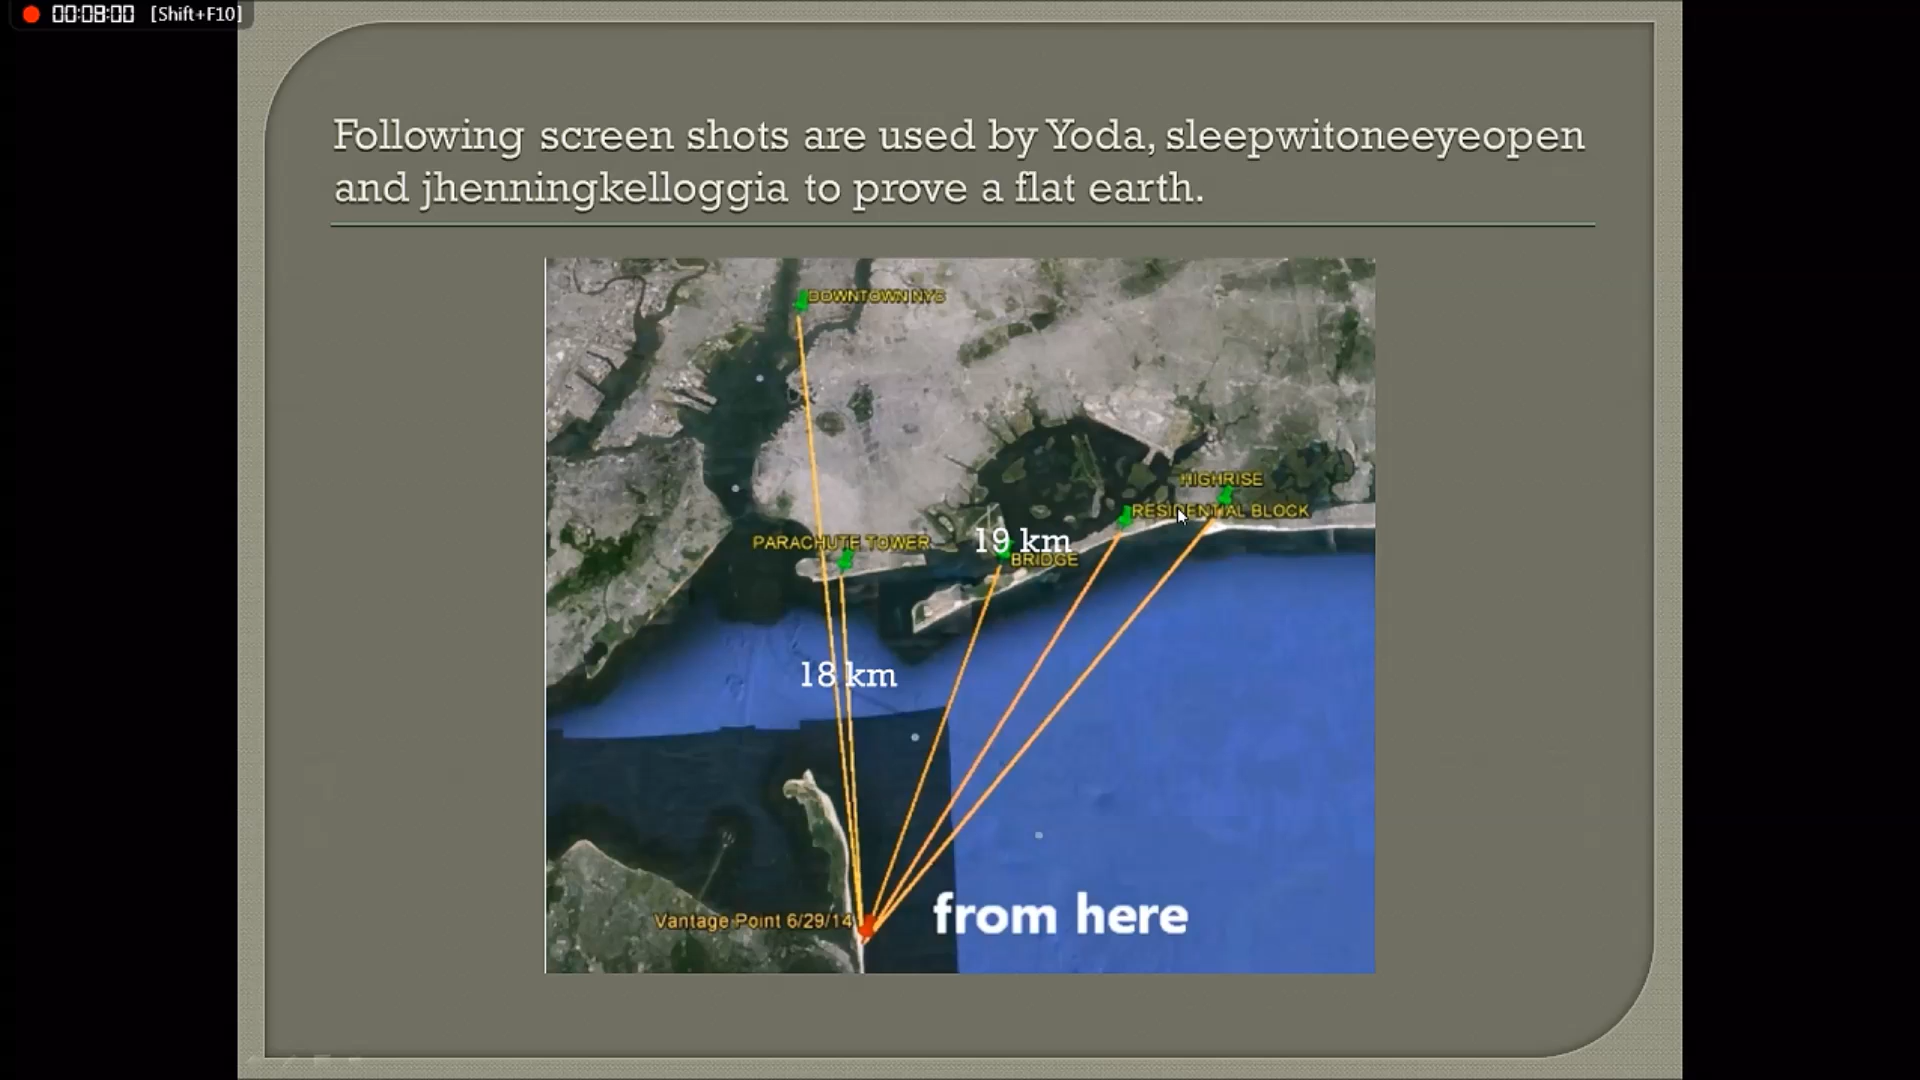 00:08:00 [Shift+F10]
Following screen shots are used by Yoda, sleepwitoneeyeopen
and jhenningkelloggia to prove a flat earth.
DOWNTOWN NYC
HIGHRISE
RESIDENTIAL BLOCK
PARACHUTE TOWER
19 km
BRIDGE
18 km
Vantage Point 6/29/14
from here